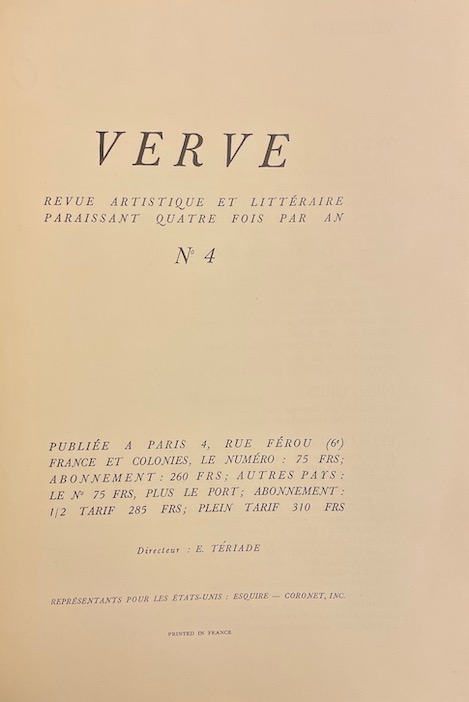 VERVE
REVUE ARTISTIQUE ET LITTÉRAIRE
PARAISSANT QUATRE FOIS PAR AN
Nº 4
PUBLIÉE A PARIS 4, RUE FÉROU (6ᵉ)
FRANCE ET COLONIES, LE NUMÉRO : 75 FRS;
ABONNEMENT : 260 FRS; AUTRES PAYS :
LE Nº 75 FRS, PLUS LE PORT; ABONNEMENT :
1/2 TARIF 285 FRS; PLEIN TARIF 310 FRS
Directeur : E. TÉRIADE
REPRÉSENTANTS POUR LES ÉTATS-UNIS : ESQUIRE — CORONET, INC.
PRINTED IN FRANCE